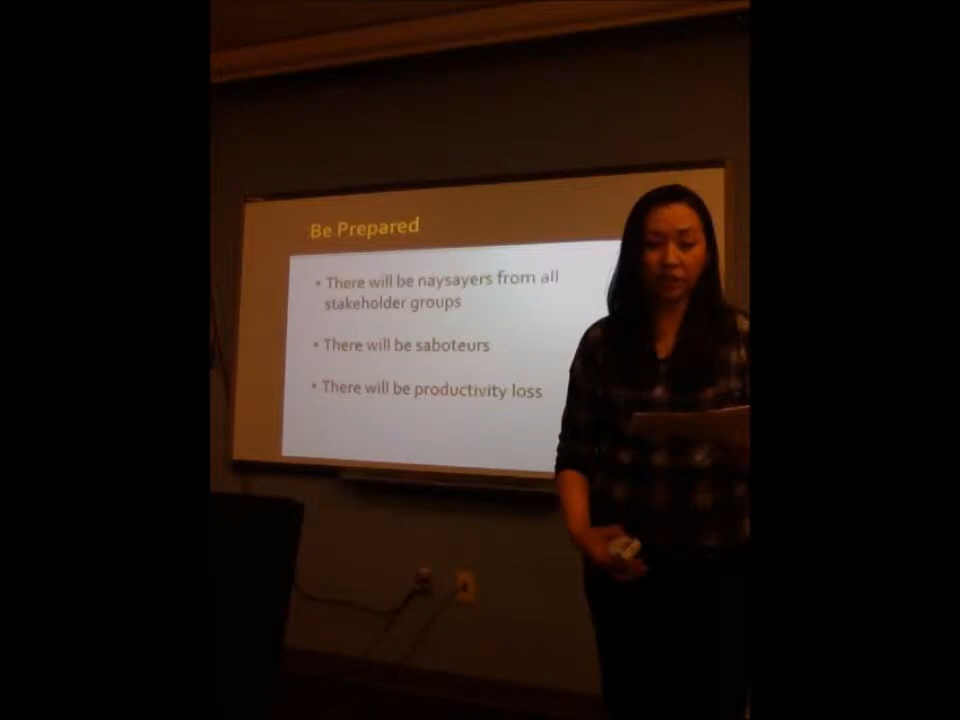 Be Prepared
• There will be naysayers from all
stakeholder groups
• There will be saboteurs
• There will be productivity loss